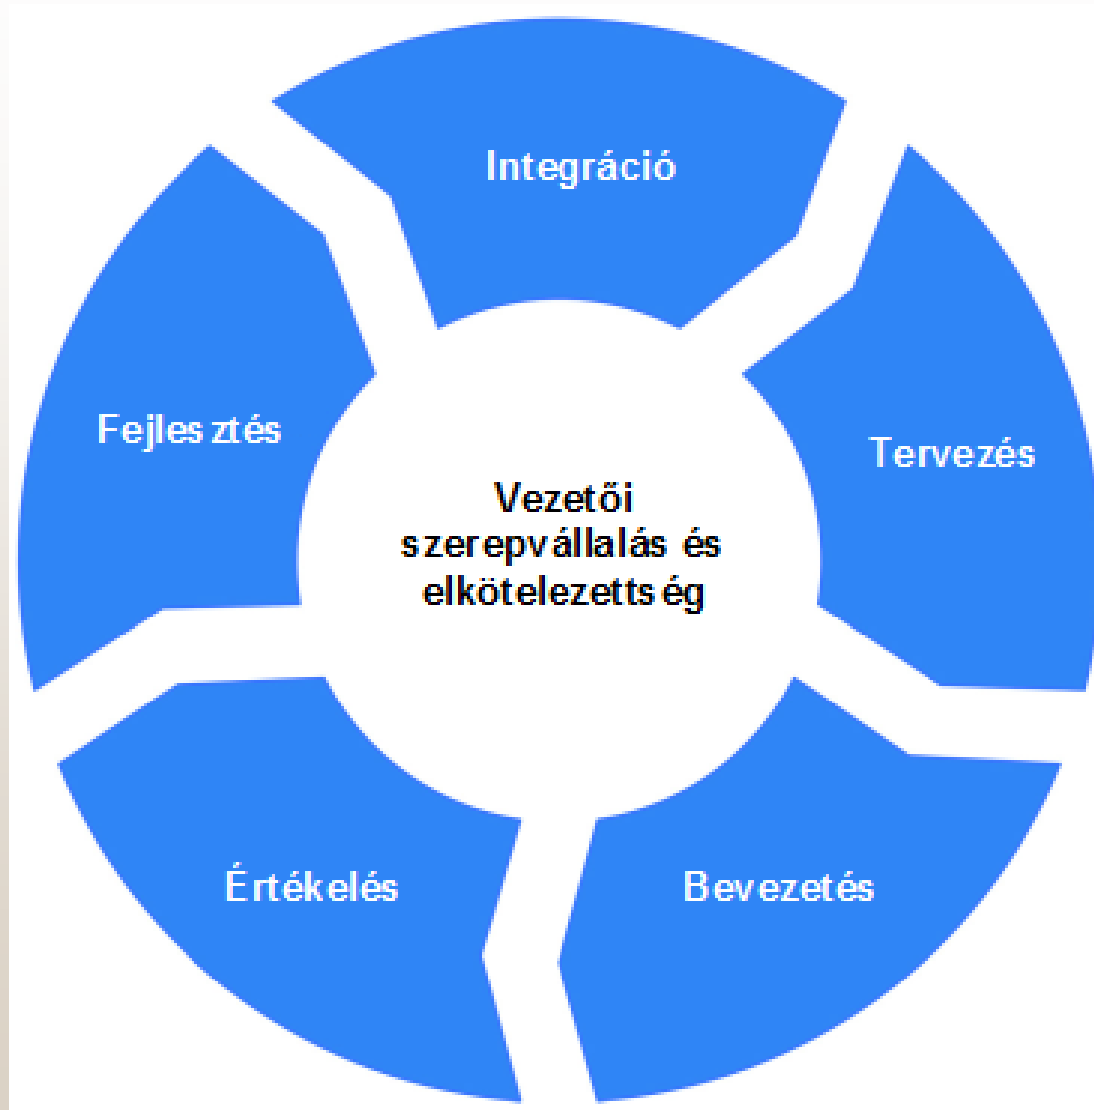 Integráció
Tervezés
Bevezetés
Értékelés
Fejlesztés
Vezetői
szerepvállalás és
elkötelezettség